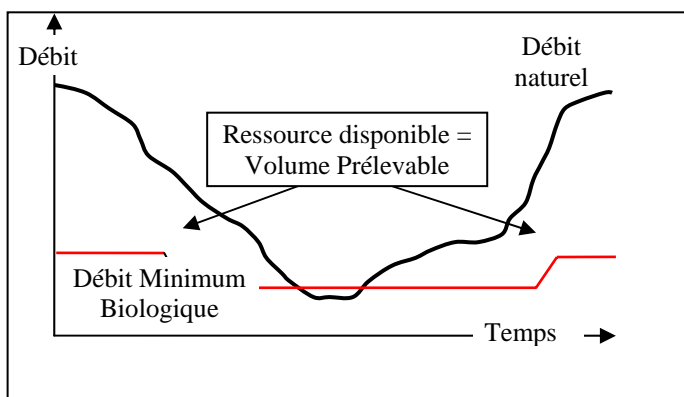 Débit
Débit
naturel
Ressource disponible =
Volume Prélevable
Débit Minimum
Biologique
Temps